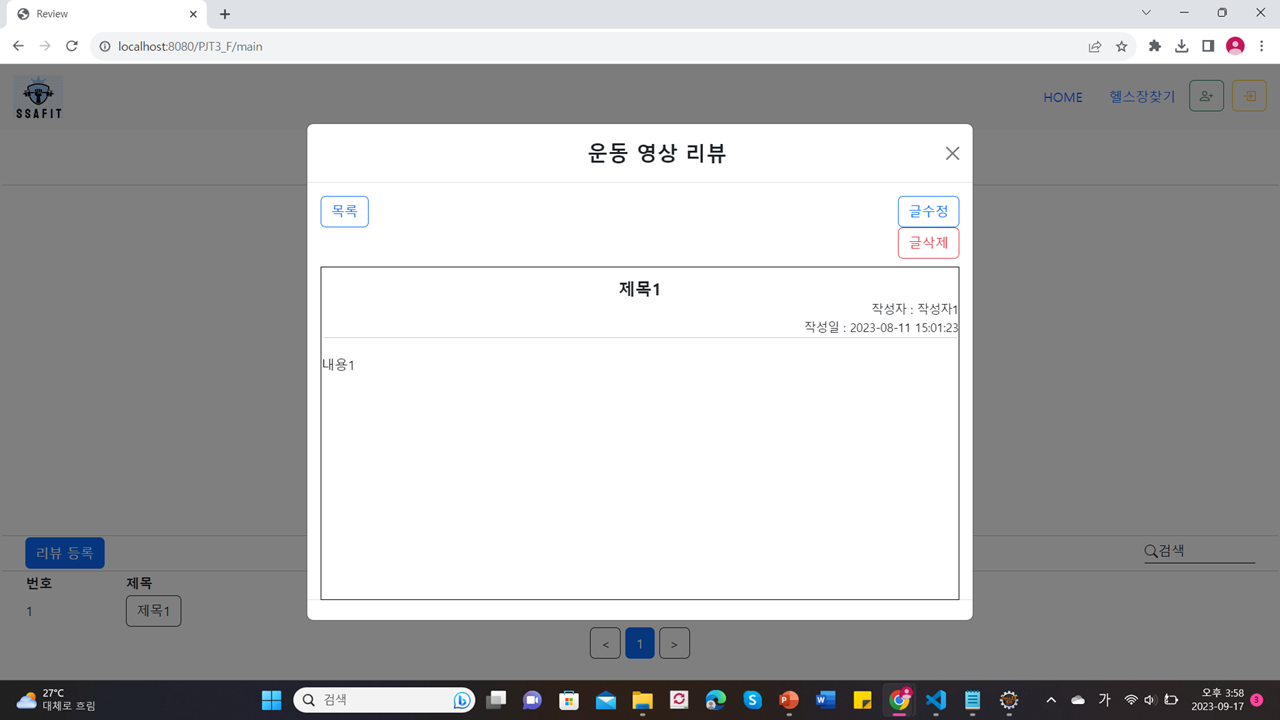 Review
localhost:8080/PJT3_F/main
SSAFIT
HOME 헬스장찾기
운동 영상 리뷰
목록
글수정
글삭제
제목1
작성자 : 작성자1
작성일 : 2023-08-11 15:01:23
내용1
리뷰 등록
검색
번호 제목
1 제목1
< 1 >
27°C
대체로 흐림
검색
가
오후 3:58
2023-09-17
3